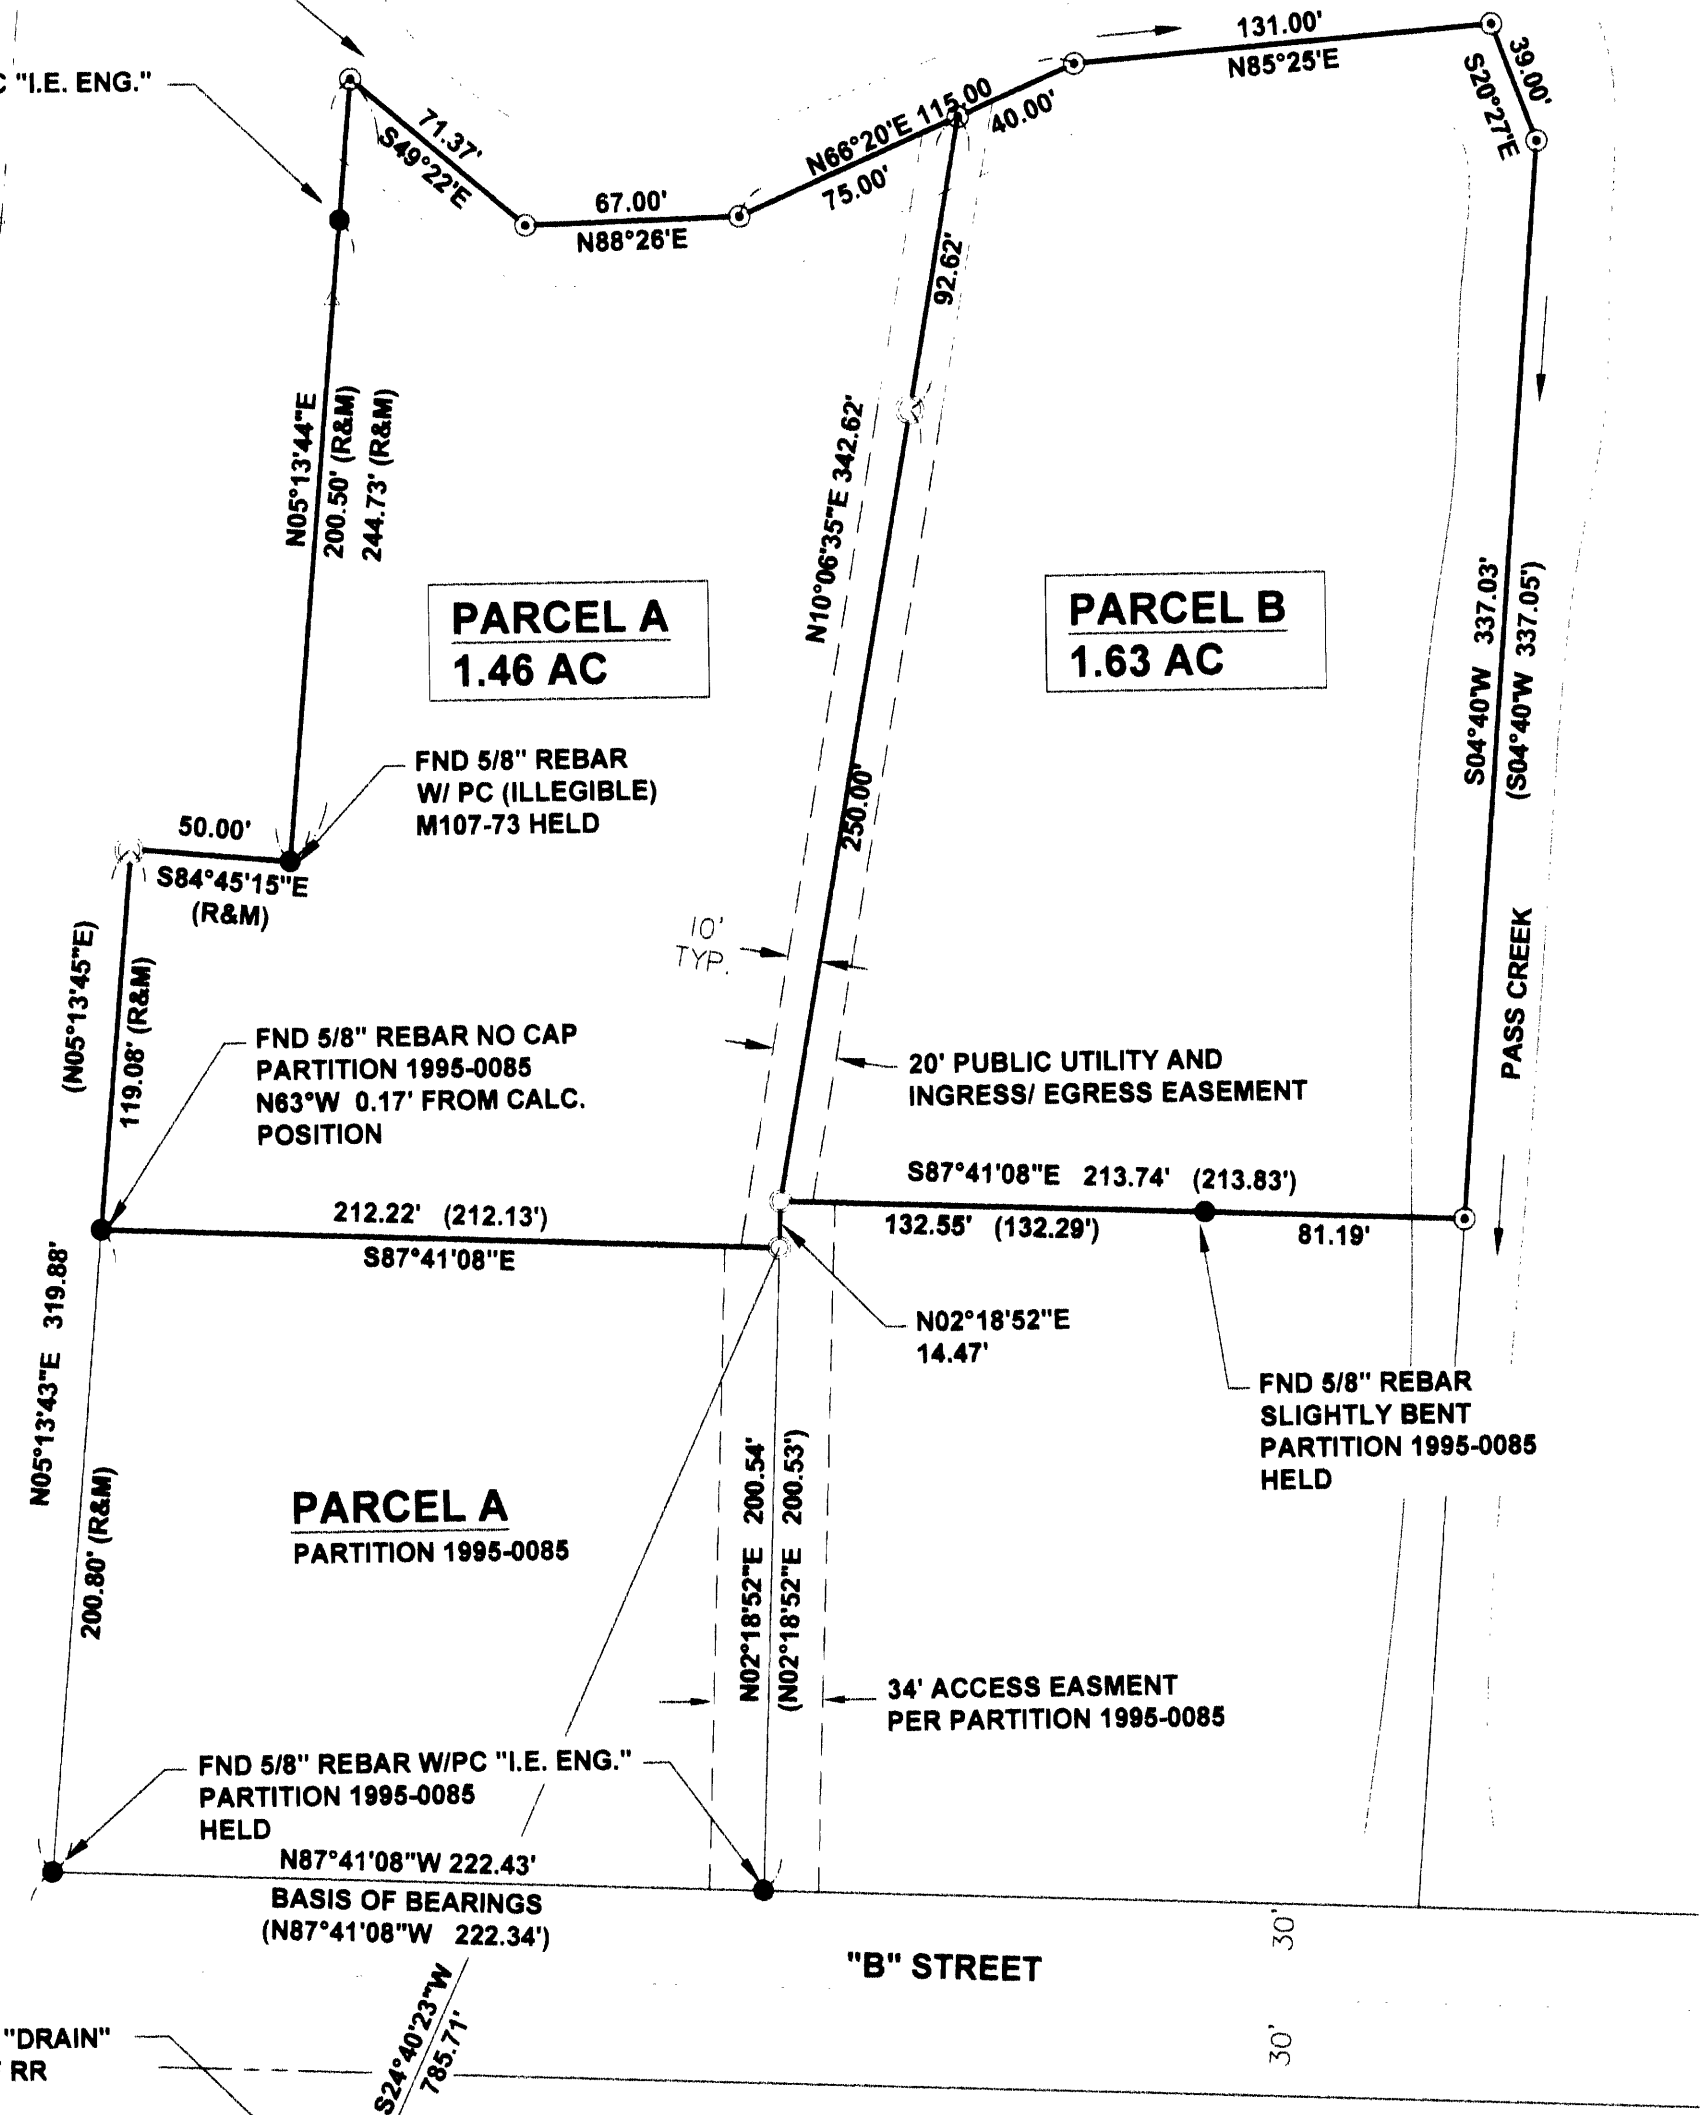 131.00'
N85°25'E
39.00'
S20°27'E
C "I.E. ENG."
71.37'
S49°22'E
N66°20'E 115.00
40.00'
75.00'
67.00'
N88°26'E
92.62'
N05°13'44"E
200.50' (R&M)
244.73' (R&M)
N10°06'35"E 342.62'
PARCEL A
1.46 AC
PARCEL B
1.63 AC
S04°40'W 337.03'
(S04°40'W 337.05')
FND 5/8" REBAR
W/ PC (ILLEGIBLE)
M107-73 HELD
250.00'
50.00'
S84°45'15"E
(R&M)
10'
TYP.
(N05°13'45"E)
119.08' (R&M)
PASS CREEK
FND 5/8" REBAR NO CAP
PARTITION 1995-0085
N63°W 0.17' FROM CALC.
POSITION
20' PUBLIC UTILITY AND
INGRESS/ EGRESS EASEMENT
S87°41'08"E 213.74' (213.83')
132.55' (132.29')
81.19'
212.22' (212.13')
S87°41'08"E
N02°18'52"E
14.47'
N05°13'43"E 319.88'
200.80' (R&M)
FND 5/8" REBAR
SLIGHTLY BENT
PARTITION 1995-0085
HELD
PARCEL A
PARTITION 1995-0085
N02°18'52"E 200.54'
(N02°18'52"E 200.53')
34' ACCESS EASMENT
PER PARTITION 1995-0085
FND 5/8" REBAR W/PC "I.E. ENG."
PARTITION 1995-0085
HELD
N87°41'08"W 222.43'
BASIS OF BEARINGS
(N87°41'08"W 222.34')
30'
"B" STREET
30'
S24°40'23"W
785.71'
"DRAIN"
RR